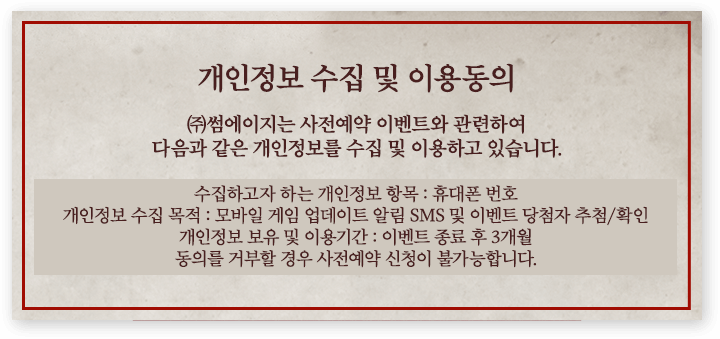 개인정보 수집 및 이용동의
㈜썸에이지는 사전예약 이벤트와 관련하여
다음과 같은 개인정보를 수집 및 이용하고 있습니다.
수집하고자 하는 개인정보 항목 : 휴대폰 번호
개인정보 수집 목적 : 모바일 게임 업데이트 알림 SMS 및 이벤트 당첨자 추첨/확인
개인정보 보유 및 이용기간 : 이벤트 종료 후 3개월
동의를 거부할 경우 사전예약 신청이 불가능합니다.